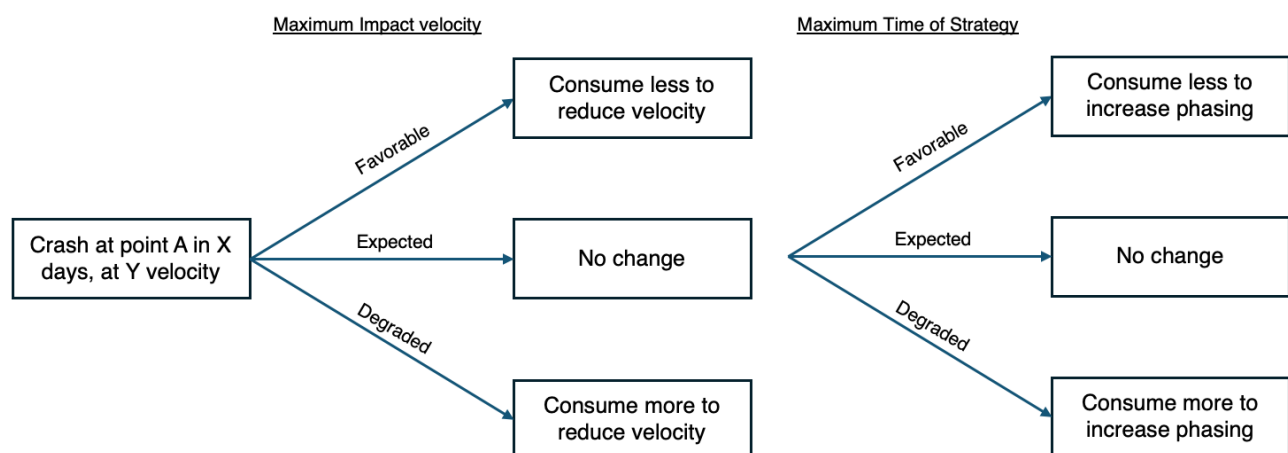 Maximum Impact velocity
Maximum Time of Strategy
Consume less to
reduce velocity
Consume less to
increase phasing
Favorable
Favorable
Crash at point A in X
days, at Y velocity
Expected
No change
Expected
No change
Degraded
Degraded
Consume more to
reduce velocity
Consume more to
increase phasing